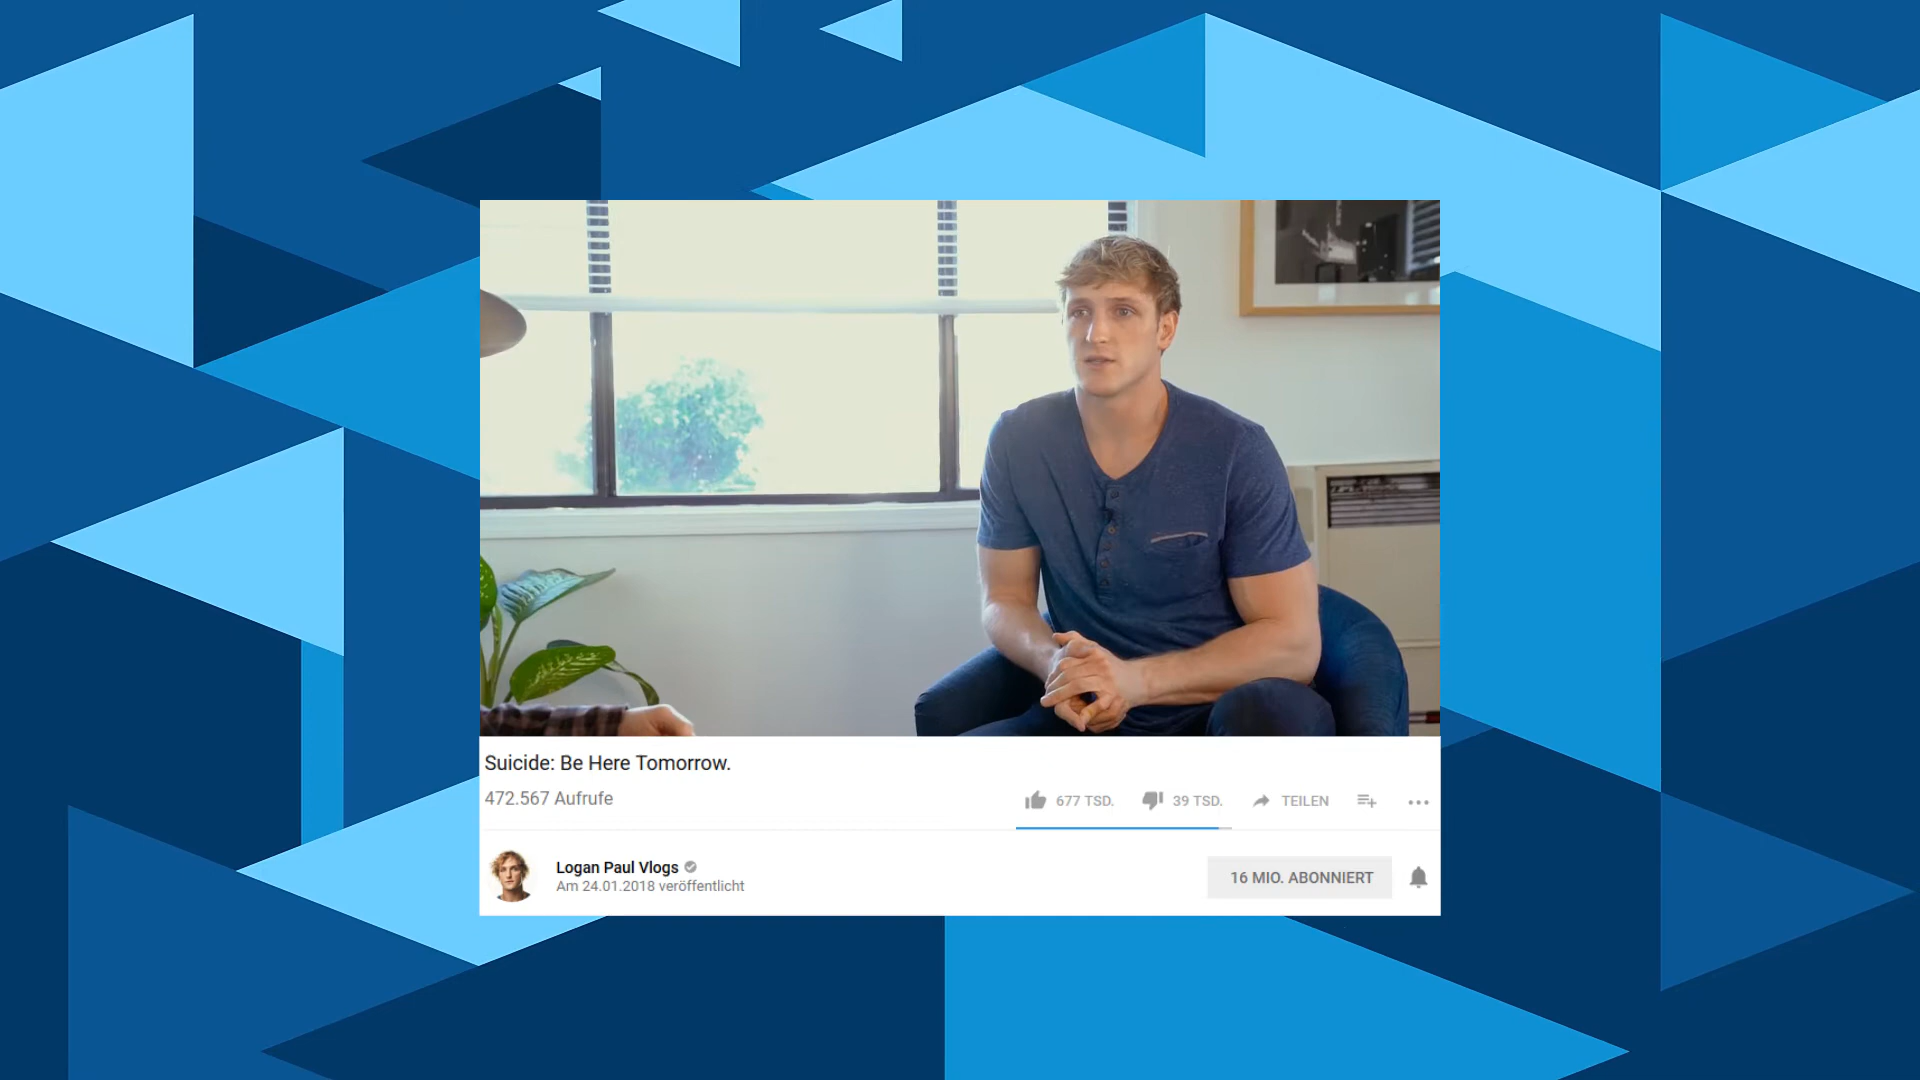 Suicide: Be Here Tomorrow.
472.567 Aufrufe
677 TSD. 39 TSD. TEILEN
Logan Paul Vlogs
Am 24.01.2018 veröffentlicht
16 MIO. ABONNIERT